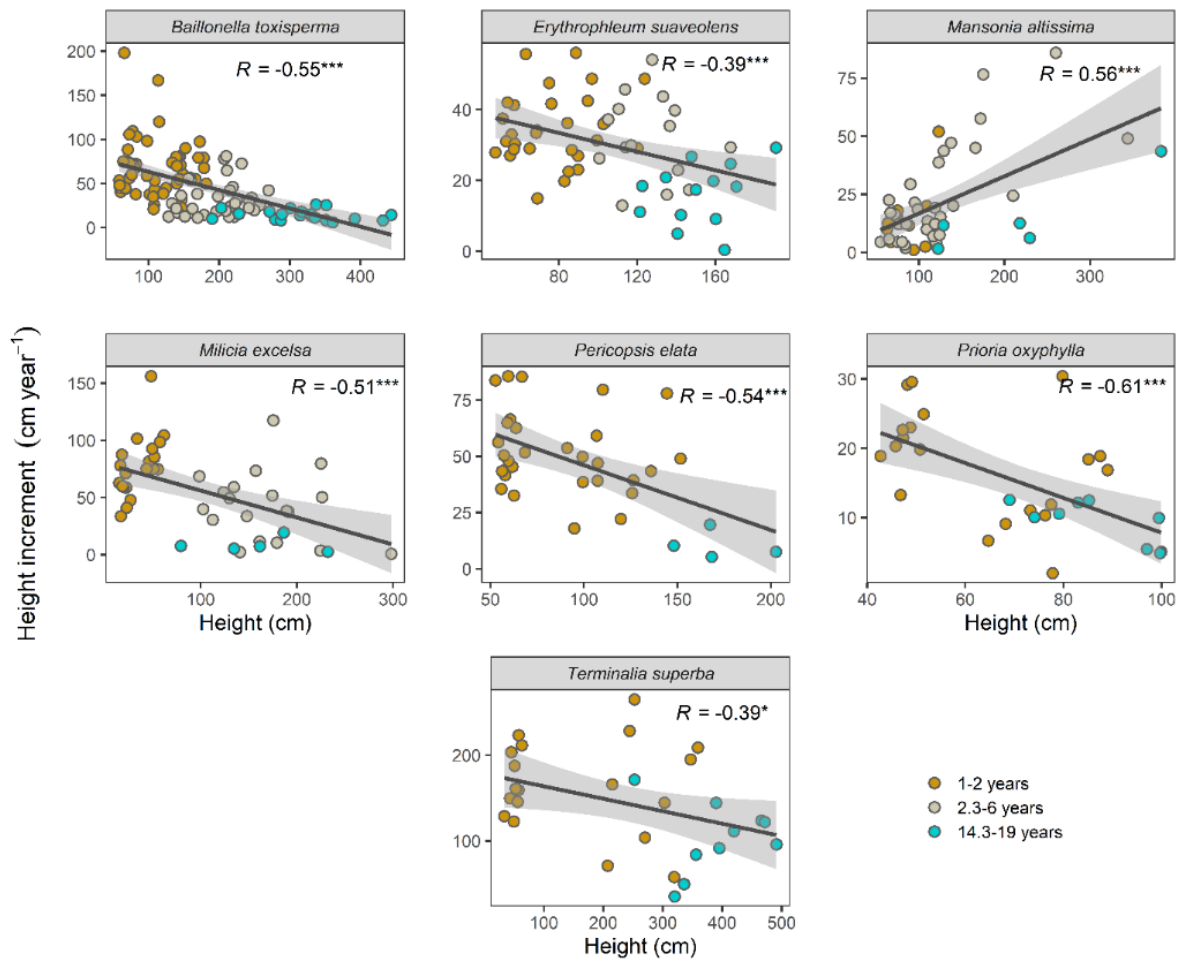 Baillonella toxisperma
Erythrophleum suaveolens
Mansonia altissima
R = -0.55***
R = -0.39***
R = 0.56***
200
150
100
50
0
100
200
300
400
40
20
0
80
120
160
75
50
25
0
100
200
300
Milicia excelsa
Pericopsis elata
Prioria oxyphylla
R = -0.51***
R = -0.54***
R = -0.61***
150
100
50
0
100
200
300
75
50
25
0
50
100
150
200
30
20
10
40
60
80
100
Height (cm)
Height (cm)
Height (cm)
Height increment (cm year⁻¹)
Terminalia superba
R = -0.39*
200
100
100
200
300
400
500
Height (cm)
1-2 years
2.3-6 years
14.3-19 years